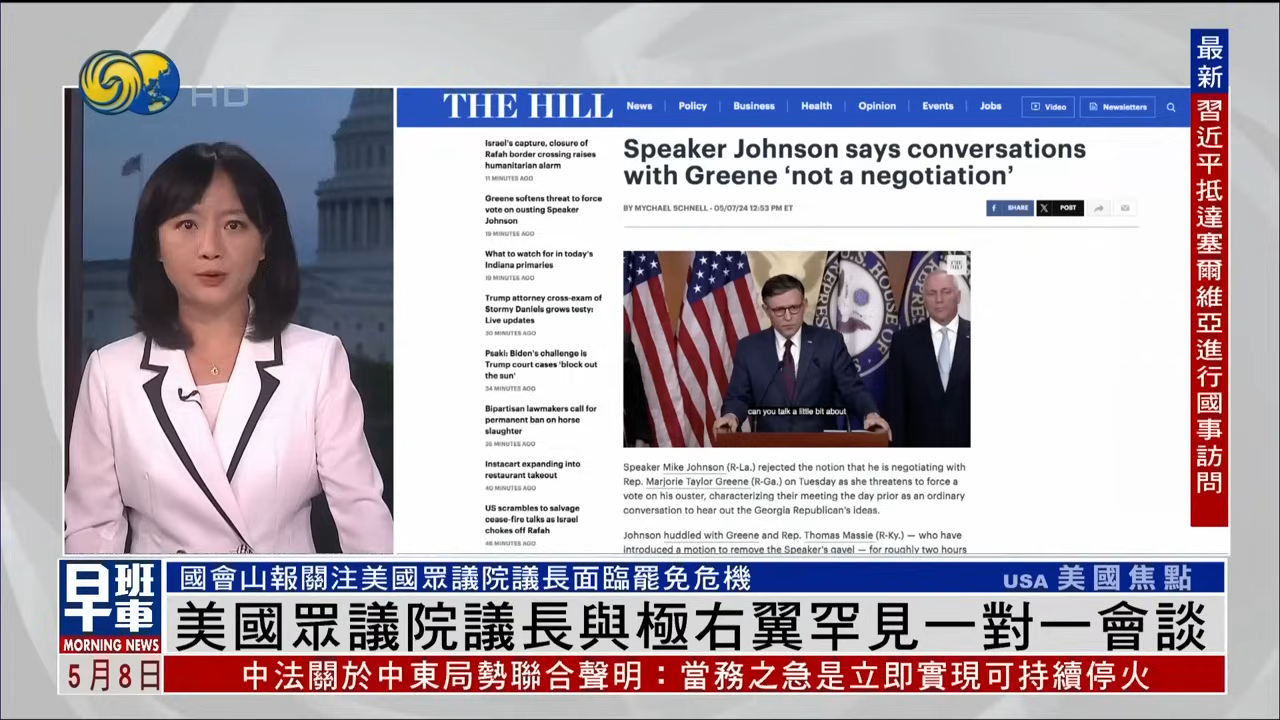 HD
THE HILL
News
Policy
Business
Health
Opinion
Events
Jobs
Video
Newsletters
Israel's capture, closure of
Rafah border crossing raises
humanitarian alarm
11 MINUTES AGO
Greene softens threat to force
vote on ousting Speaker
Johnson
19 MINUTES AGO
What to watch for in today's
Indiana primaries
19 MINUTES AGO
Trump attorney cross-exam of
Stormy Daniels grows testy:
Live updates
30 MINUTES AGO
Psaki: Biden's challenge is
Trump court cases 'block out
the sun'
34 MINUTES AGO
Bipartisan lawmakers call for
permanent ban on horse
slaughter
Instacart expanding into
restaurant takeout
40 MINUTES AGO
US scrambles to salvage
cease-fire talks as Israel
chokes off Rafah
Speaker Johnson says conversations
with Greene ‘not a negotiation’
BY MYCHAEL SCHNELL - 05/07/24 12:53 PM ET
SHARE
POST
THE HILL
can you talk a little bit about
Speaker Mike Johnson (R-La.) rejected the notion that he is negotiating with
Rep. Marjorie Taylor Greene (R-Ga.) on Tuesday as she threatens to force a
vote on his ouster, characterizing their meeting the day prior as an ordinary
conversation to hear out the Georgia Republican's ideas.
Johnson huddled with Greene and Rep. Thomas Massie (R-Ky.) — who have
introduced a motion to remove the Speaker's gavel — for roughly two hours
最新
習近平抵達塞爾維亞進行國事訪問
早班車
MORNING NEWS
國會山報關注美國眾議院議長面臨罷免危機
USA 美國焦點
美國眾議院議長與極右翼罕見一對一會談
5月8日
中法關於中東局勢聯合聲明：當務之急是立即實現可持續停火